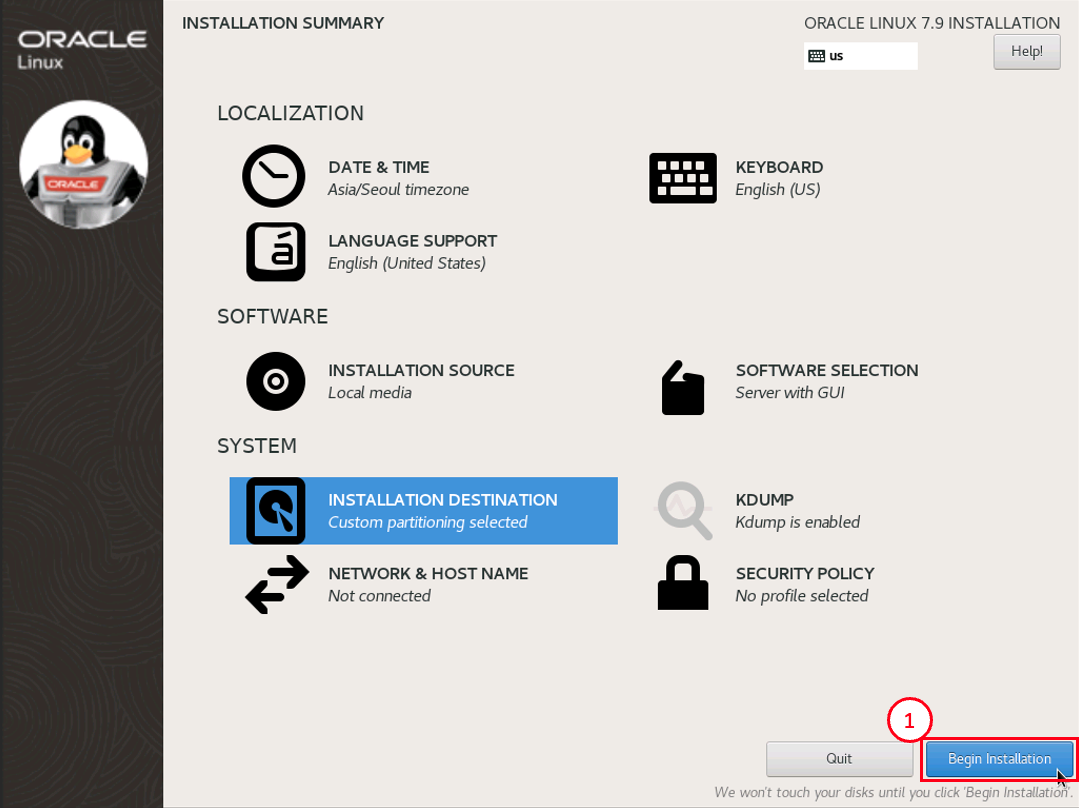 ORACLE
Linux
ORACLE
INSTALLATION SUMMARY
ORACLE LINUX 7.9 INSTALLATION
us
Help!
LOCALIZATION
DATE & TIME
Asia/Seoul timezone
KEYBOARD
English (US)
á
LANGUAGE SUPPORT
English (United States)
SOFTWARE
INSTALLATION SOURCE
Local media
SOFTWARE SELECTION
Server with GUI
SYSTEM
INSTALLATION DESTINATION
Custom partitioning selected
KDUMP
Kdump is enabled
NETWORK & HOST NAME
Not connected
SECURITY POLICY
No profile selected
1
Quit
Begin Installation
We won't touch your disks until you click 'Begin Installation'.